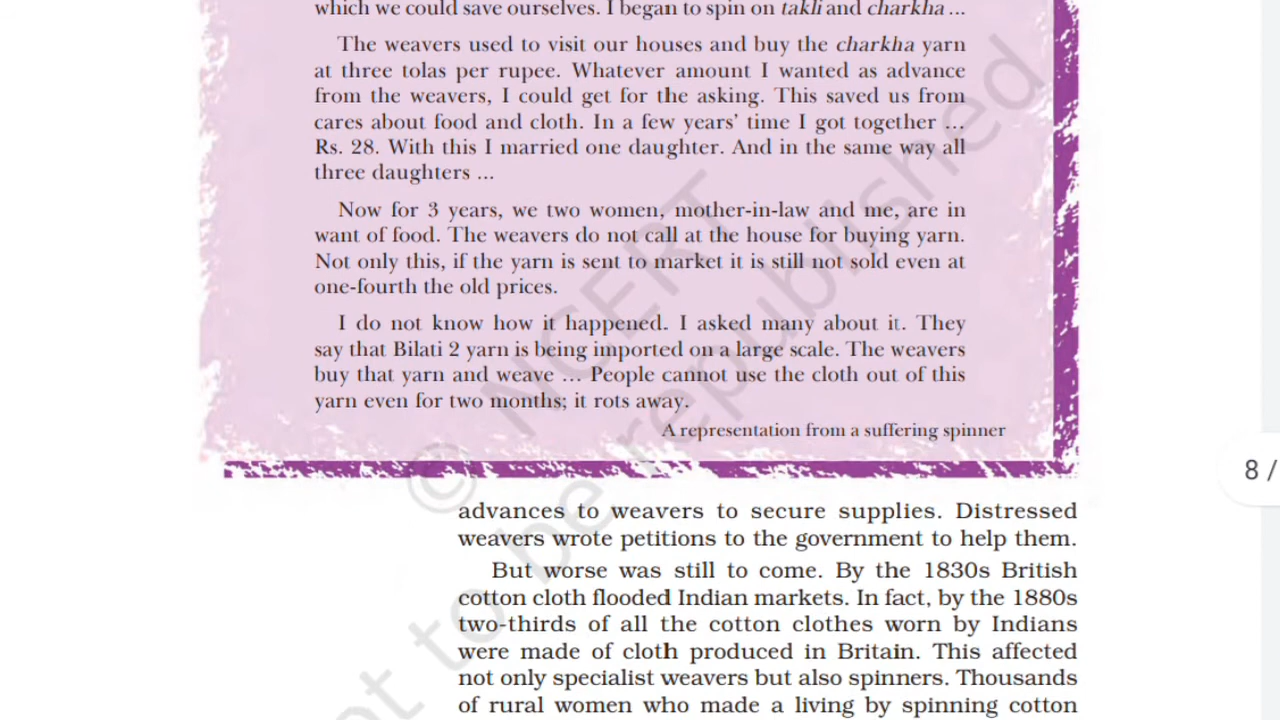 which we could save ourselves. I began to spin on takli and charkha ...
The weavers used to visit our houses and buy the charkha yarn
at three tolas per rupee. Whatever amount I wanted as advance
from the weavers, I could get for the asking. This saved us from
cares about food and cloth. In a few years’ time I got together ...
Rs. 28. With this I married one daughter. And in the same way all
three daughters ...
Now for 3 years, we two women, mother-in-law and me, are in
want of food. The weavers do not call at the house for buying yarn.
Not only this, if the yarn is sent to market it is still not sold even at
one-fourth the old prices.
I do not know how it happened. I asked many about it. They
say that Bilati 2 yarn is being imported on a large scale. The weavers
buy that yarn and weave ... People cannot use the cloth out of this
yarn even for two months; it rots away.
A representation from a suffering spinner
advances to weavers to secure supplies. Distressed
weavers wrote petitions to the government to help them.
But worse was still to come. By the 1830s British
cotton cloth flooded Indian markets. In fact, by the 1880s
two-thirds of all the cotton clothes worn by Indians
were made of cloth produced in Britain. This affected
not only specialist weavers but also spinners. Thousands
of rural women who made a living by spinning cotton
8 /
© NCERT
not to be republished